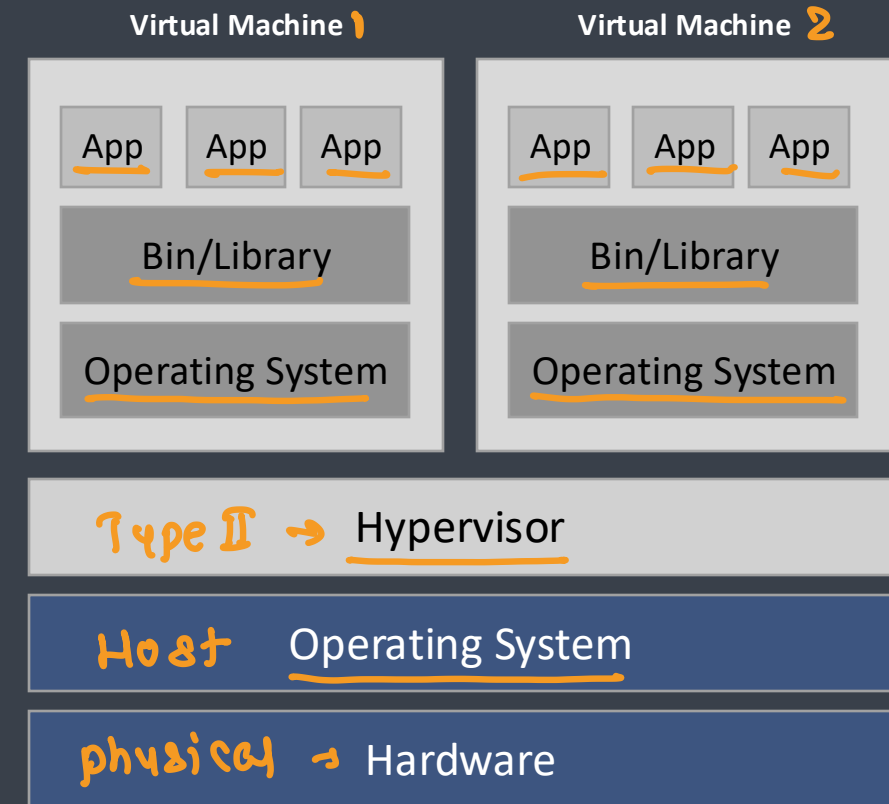 Virtual Machine 1 Virtual Machine 2
App App App App App App
Bin/Library Bin/Library
Operating System Operating System
Type II → Hypervisor
Host Operating System
physical → Hardware